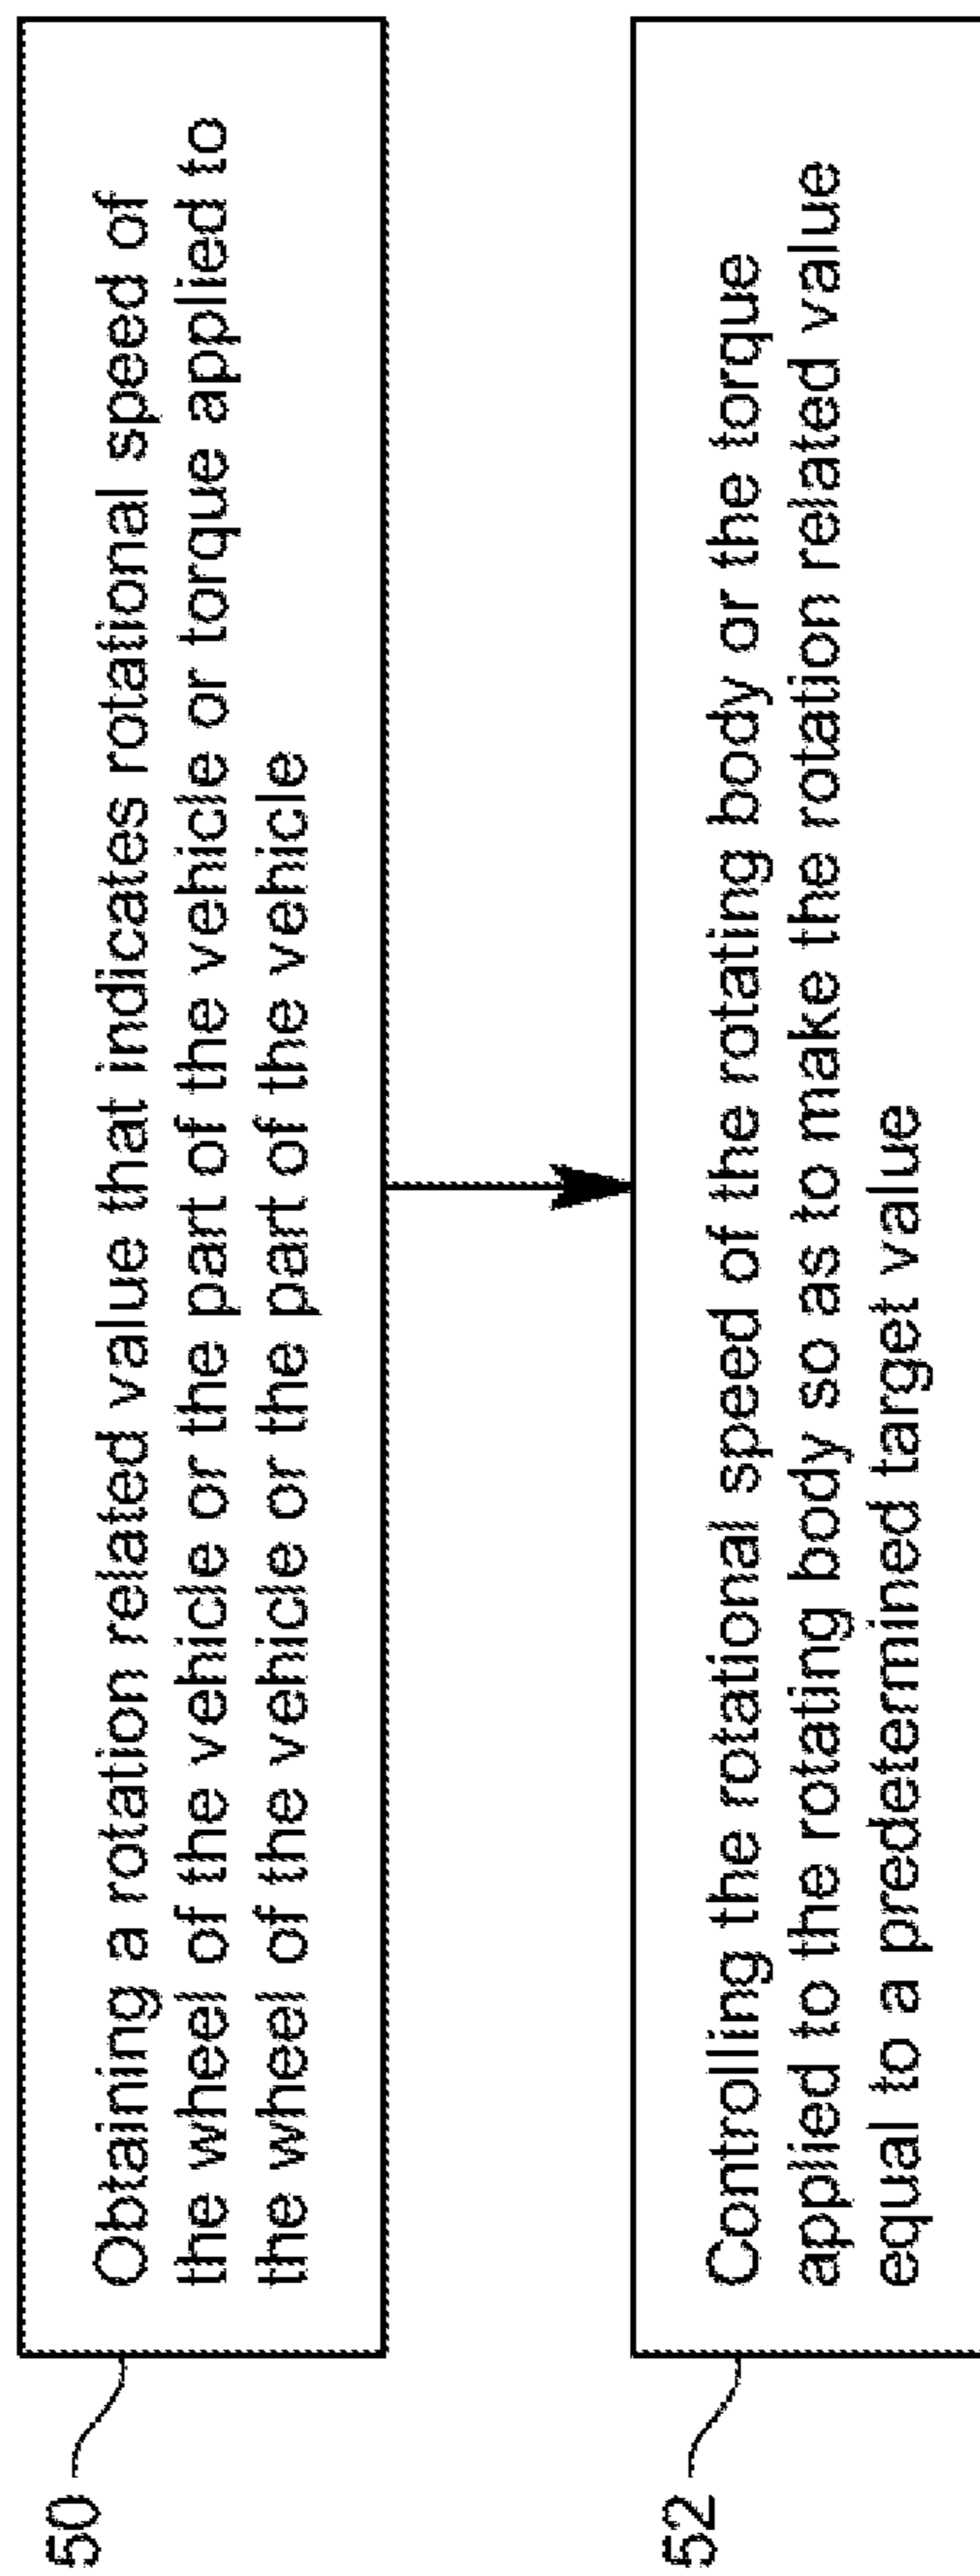 50
Obtaining a rotation related value that indicates rotational speed of
the wheel of the vehicle or the part of the vehicle or torque applied to
the wheel of the vehicle or the part of the vehicle
52
Controlling the rotational speed of the rotating body or the torque
applied to the rotating body so as to make the rotation related value
equal to a predetermined target value